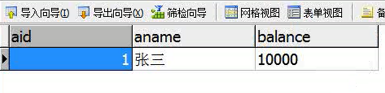 导入向导(I) 导出向导(X) 筛检向导 网格视图 表单视图
aid aname balance
1 张三 10000